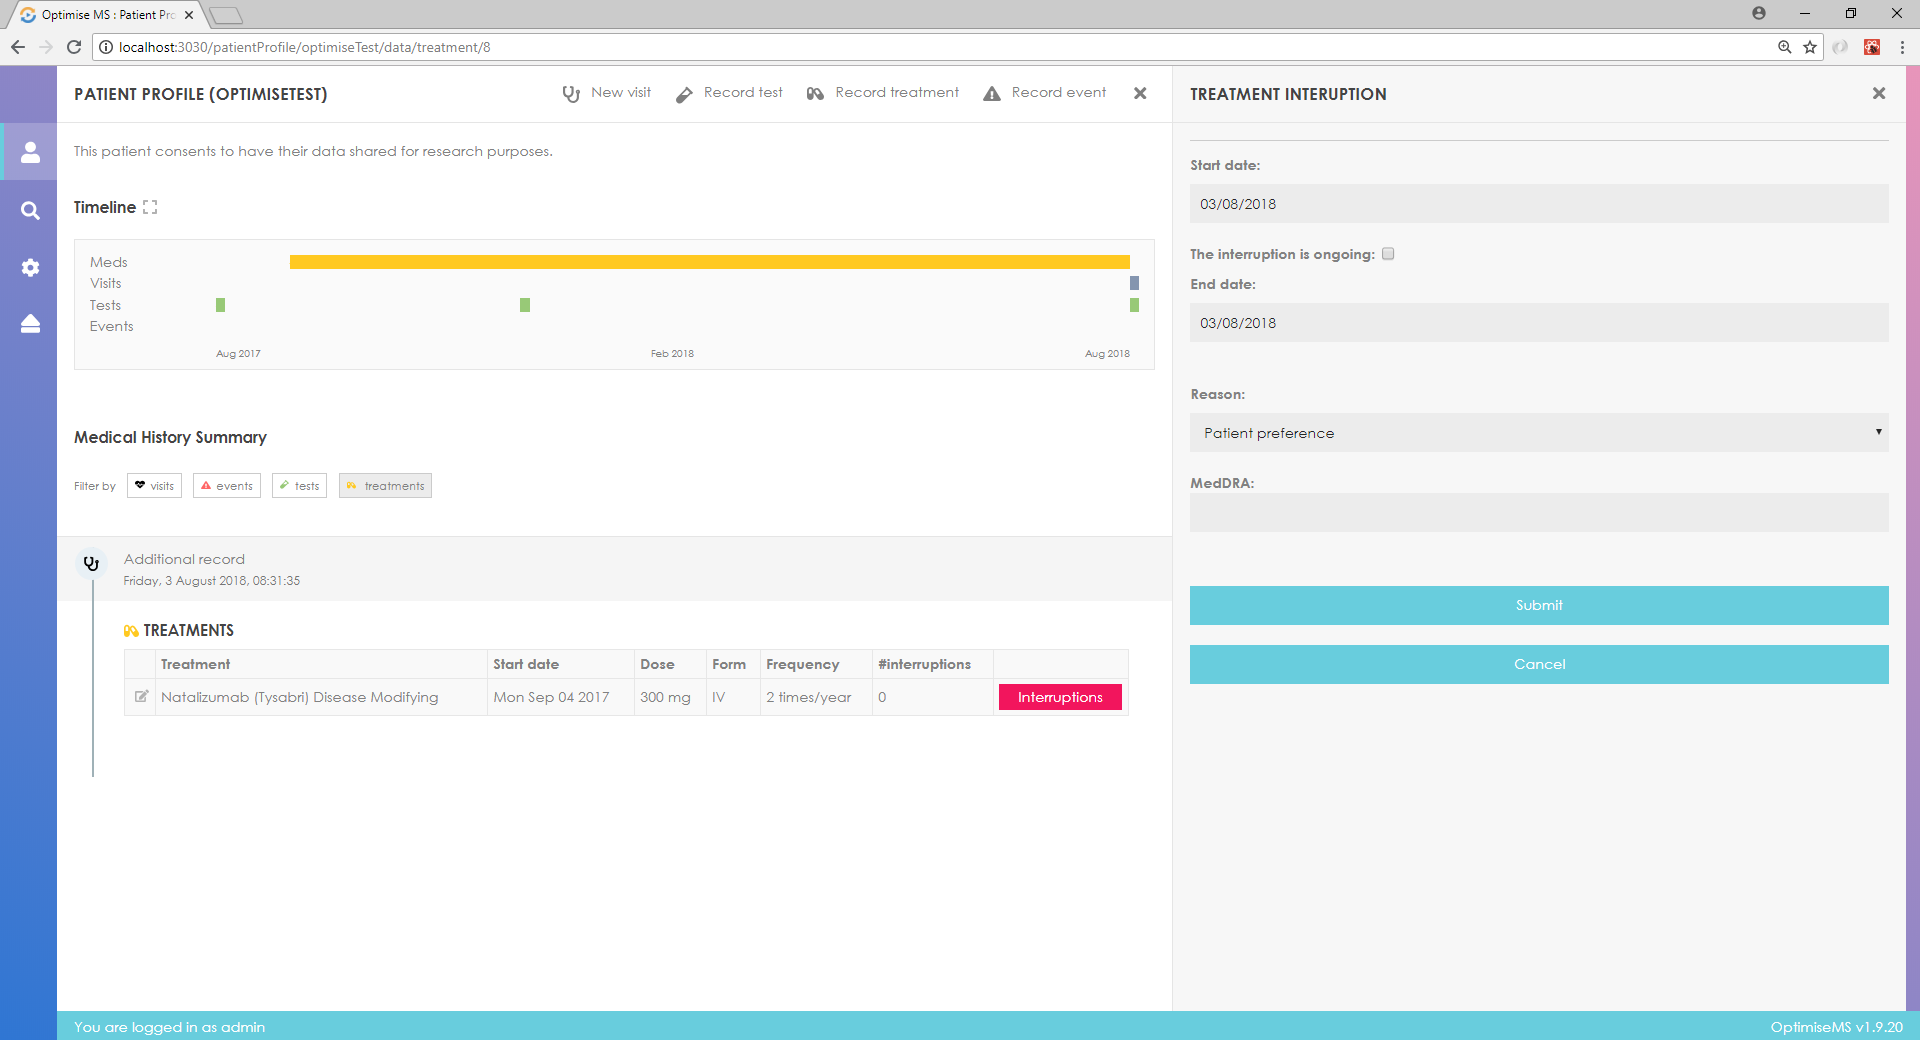 Optimise MS : Patient Pro
localhost:3030/patientProfile/optimiseTest/data/treatment/8
PATIENT PROFILE (OPTIMISETEST)
New visit
Record test
Record treatment
Record event
This patient consents to have their data shared for research purposes.
Timeline
Meds
Visits
Tests
Events
Aug 2017
Feb 2018
Aug 2018
Medical History Summary
Filter by
visits
events
tests
treatments
Additional record
Friday, 3 August 2018, 08:31:35
TREATMENTS
Treatment Start date Dose Form Frequency #interruptions
Natalizumab (Tysabri) Disease Modifying Mon Sep 04 2017 300 mg IV 2 times/year 0 Interruptions
TREATMENT INTERUPTION
Start date:
03/08/2018
The interruption is ongoing:
End date:
03/08/2018
Reason:
Patient preference
MedDRA:
Submit
Cancel
You are logged in as admin
OptimiseMS v1.9.20